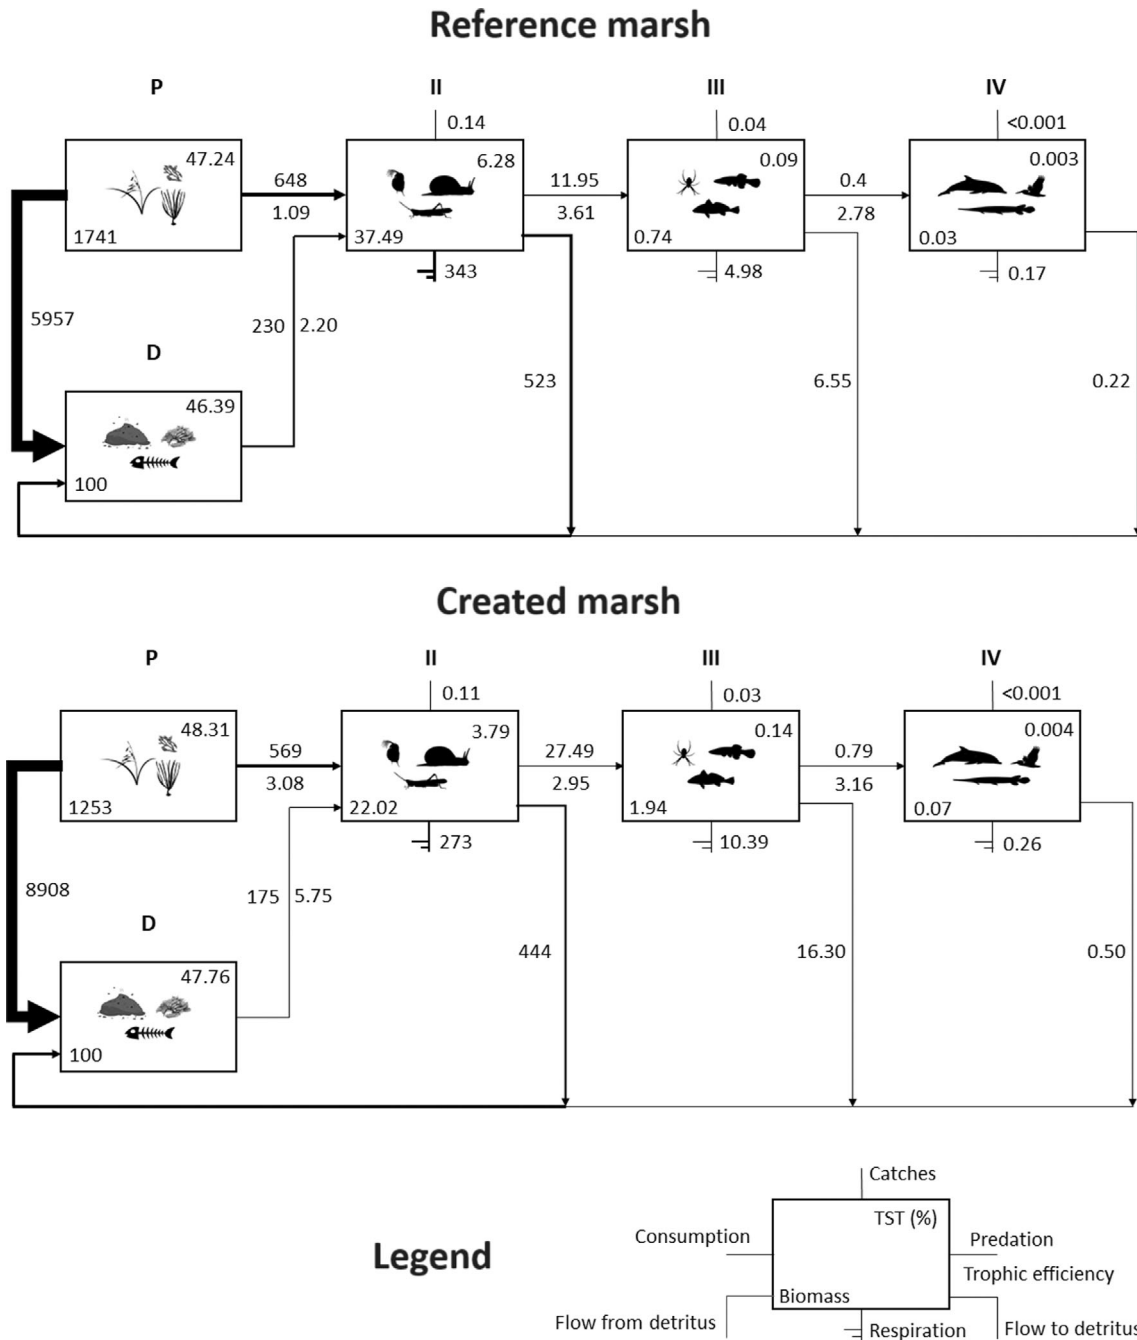 Reference marsh
P II III IV
0.14 0.04 <0.001
47.24 6.28 0.09 0.003
648 11.95 0.4
1.09 3.61 2.78
1741 37.49 0.74 0.03
343 4.98 0.17
5957 230 2.20
D
523 6.55 0.22
46.39
100
Created marsh
P II III IV
0.11 0.03 <0.001
48.31 3.79 0.14 0.004
569 27.49 0.79
3.08 2.95 3.16
1253 22.02 1.94 0.07
273 10.39 0.26
8908 175 5.75
D
444 16.30 0.50
47.76
100
Legend
Catches
TST (%)
Consumption Predation
Trophic efficiency
Biomass
Flow from detritus Respiration Flow to detritus